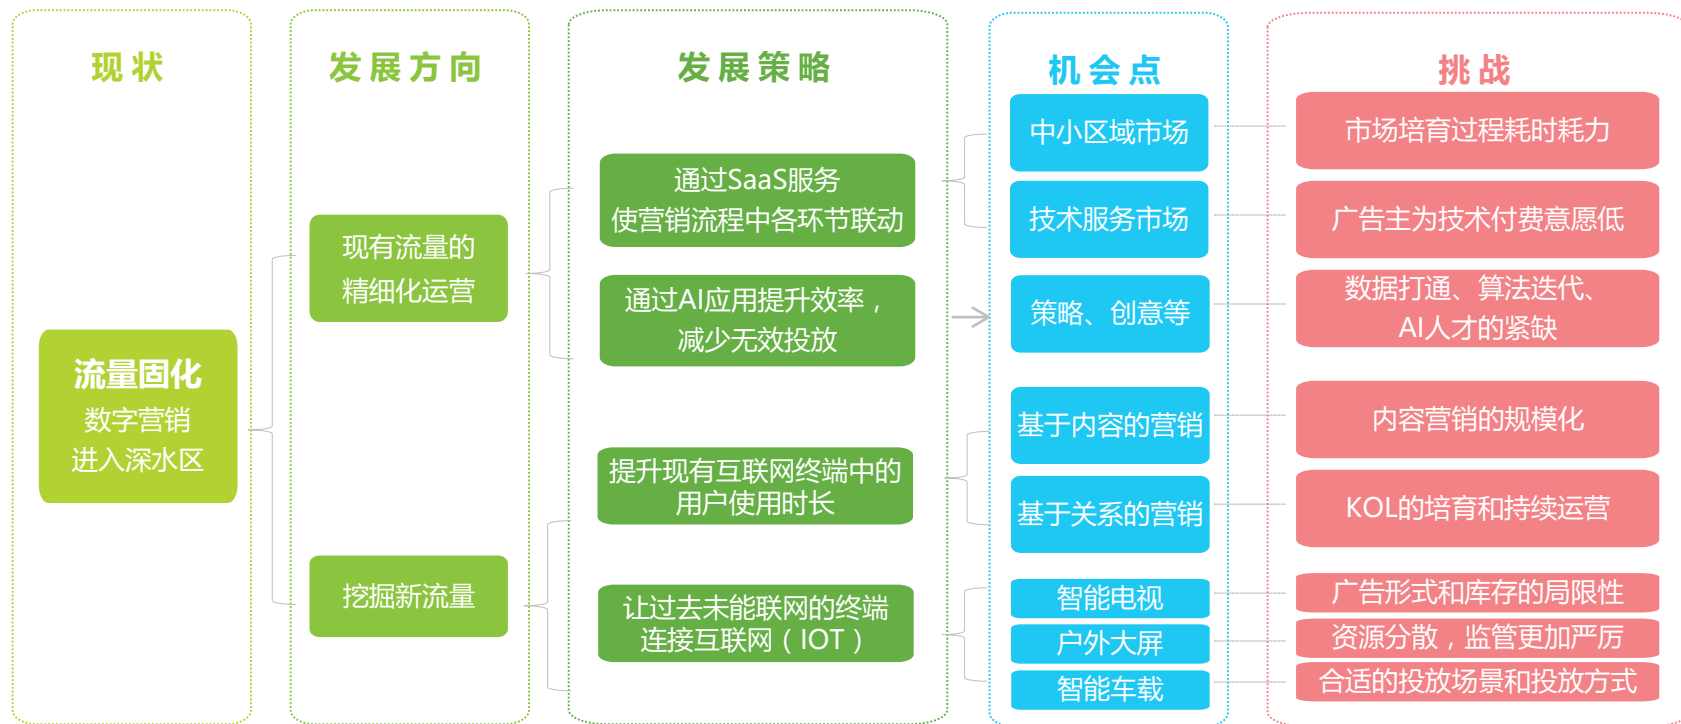 现状
流量固化
数字营销
进入深水区
发展方向
现有流量的
精细化运营
挖掘新流量
发展策略
通过SaaS服务
使营销流程中各环节联动
通过AI应用提升效率，
减少无效投放
提升现有互联网终端中的
用户使用时长
让过去未能联网的终端
连接互联网（IOT）
机会点
中小区域市场
技术服务市场
策略、创意等
基于内容的营销
基于关系的营销
智能电视
户外大屏
智能车载
挑战
市场培育过程耗时耗力
广告主为技术付费意愿低
数据打通、算法迭代、
AI人才的紧缺
内容营销的规模化
KOL的培育和持续运营
广告形式和库存的局限性
资源分散，监管更加严厉
合适的投放场景和投放方式